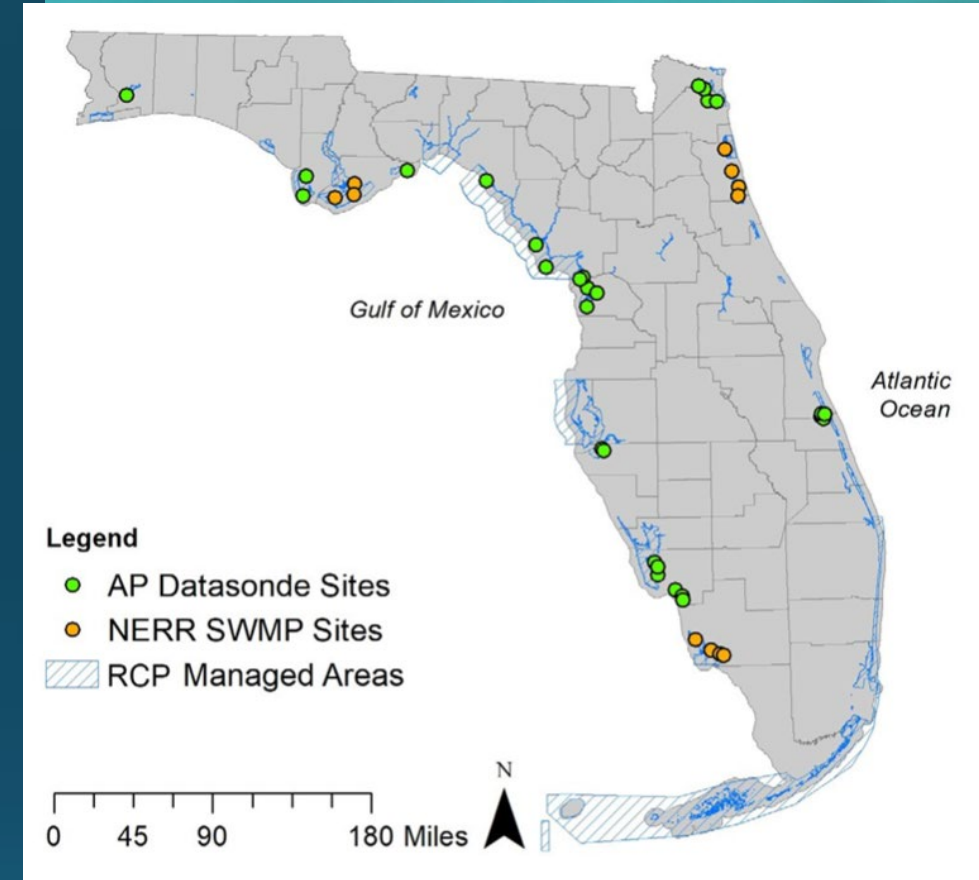 Gulf of Mexico
Atlantic
Ocean
Legend
AP Datasonde Sites
NERR SWMP Sites
RCP Managed Areas
N
0 45 90 180 Miles